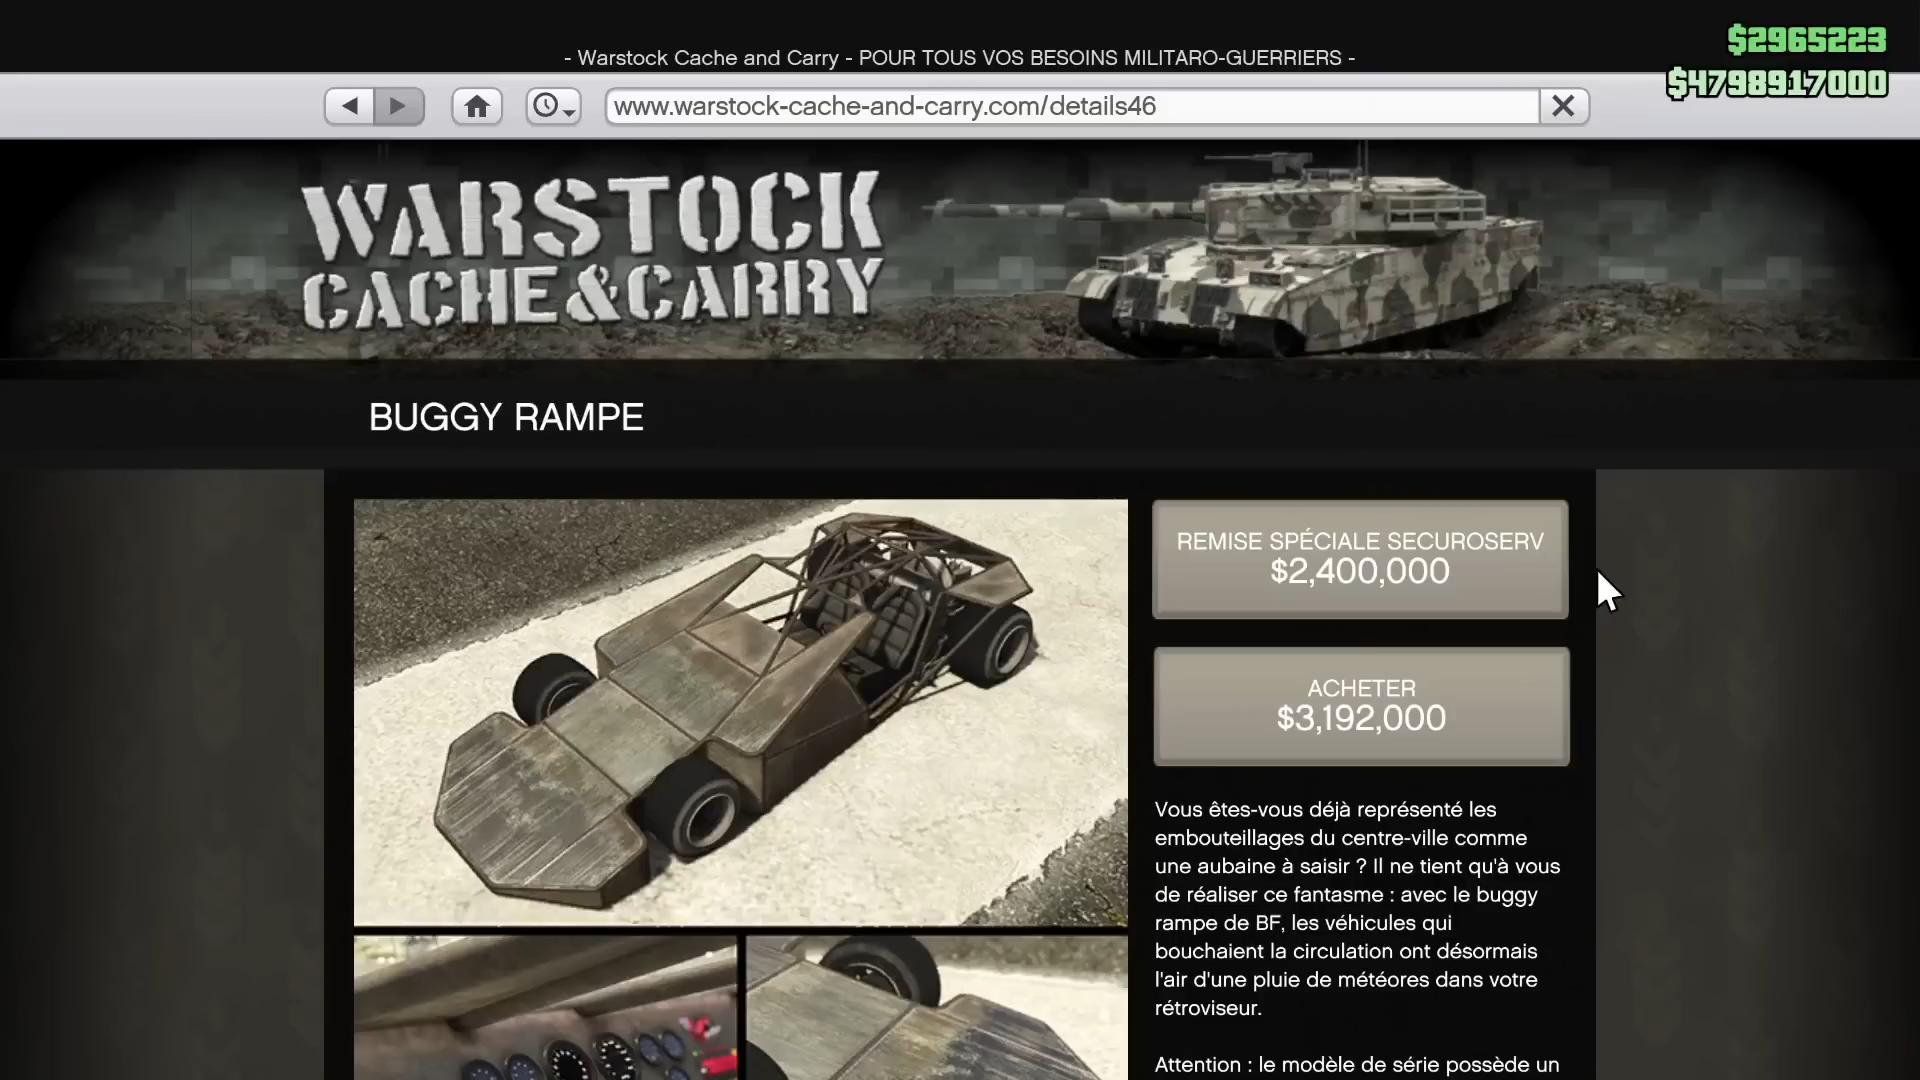 $2965223
- Warstock Cache and Carry - POUR TOUS VOS BESOINS MILITARO-GUERRIERS -
$4798917000
www.warstock-cache-and-carry.com/details46
WARSTOCK
CACHE&CARRY
BUGGY RAMPE
REMISE SPÉCIALE SECUROSERV
$2,400,000
ACHETER
$3,192,000
Vous êtes-vous déjà représenté les
embouteillages du centre-ville comme
une aubaine à saisir ? Il ne tient qu'à vous
de réaliser ce fantasme : avec le buggy
rampe de BF, les véhicules qui
bouchaient la circulation ont désormais
l'air d'une pluie de météores dans votre
rétroviseur.
Attention : le modèle de série possède un